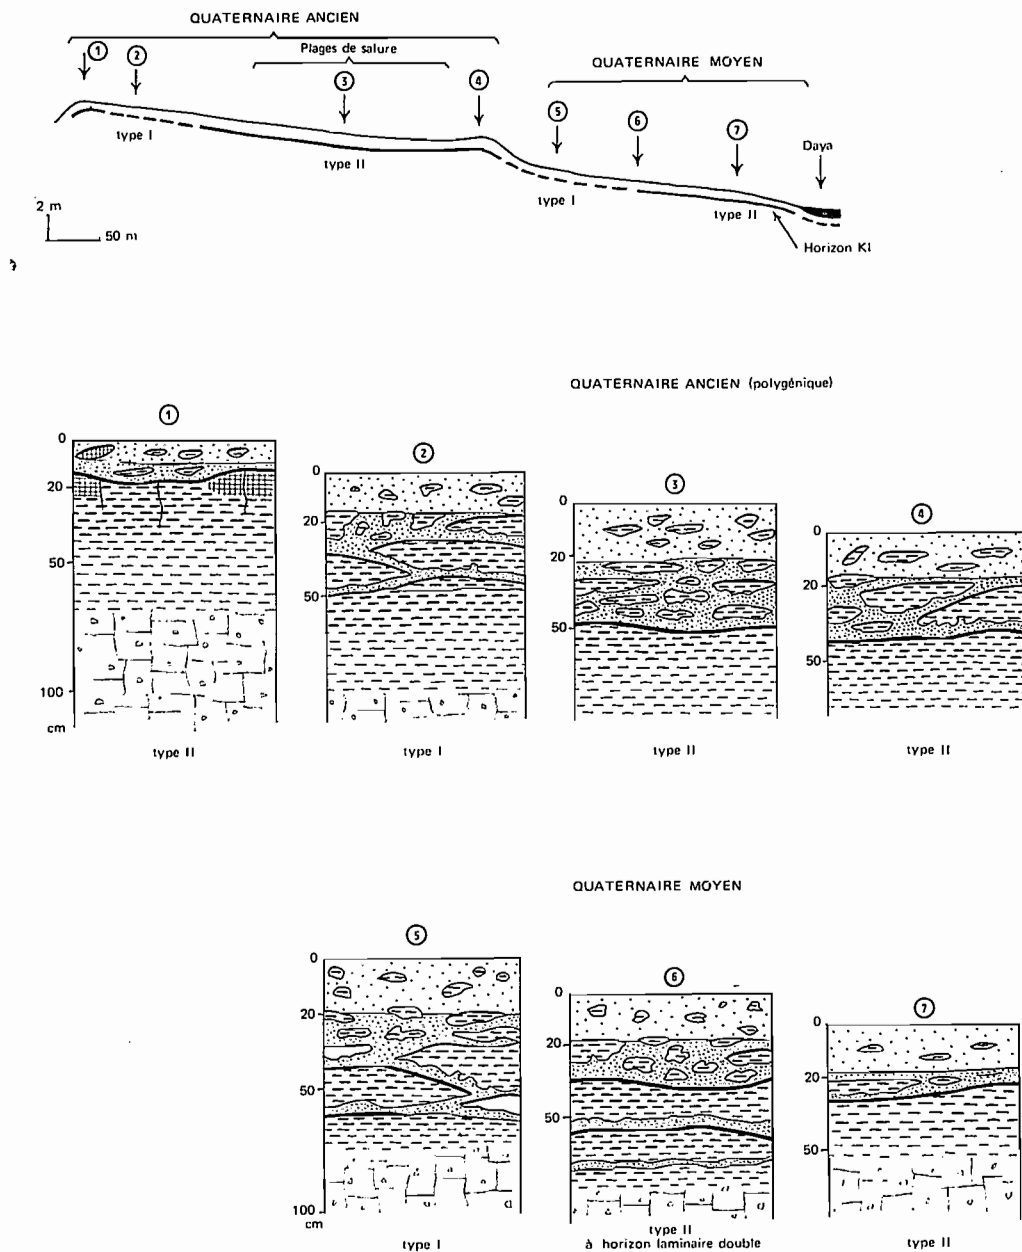 QUATERNAIRE ANCIEN
Plages de salure
QUATERNAIRE MOYEN
1
2
3
4
5
6
7
Daya
type I
type II
type I
type II
Horizon Kl
2 m
50 m
QUATERNAIRE ANCIEN (polygénique)
1
0
20
50
100
cm
type II
2
0
20
50
type I
3
0
20
50
type II
4
0
20
50
type II
QUATERNAIRE MOYEN
5
0
20
50
100
cm
type I
6
0
20
50
type II
à horizon laminaire double
7
0
20
50
type II